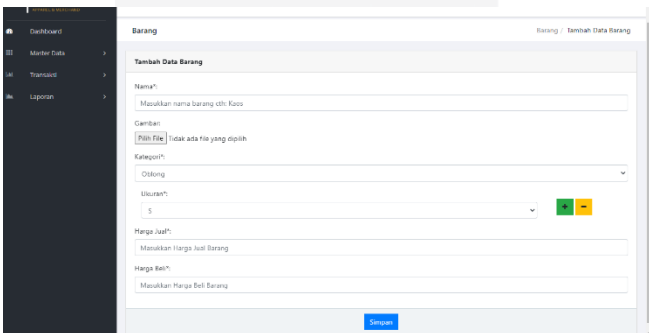 Dashboard
Master Data
Transaksi
Laporan
Barang
Barang / Tambah Data Barang
Tambah Data Barang
Nama*:
Masukkan nama barang cth: Kaos
Gambar:
Pilih File Tidak ada file yang dipilih
Kategori*:
Oblong
Ukuran*:
S
+ −
Harga Jual*:
Masukkan Harga Jual Barang
Harga Beli*:
Masukkan Harga Beli Barang
Simpan